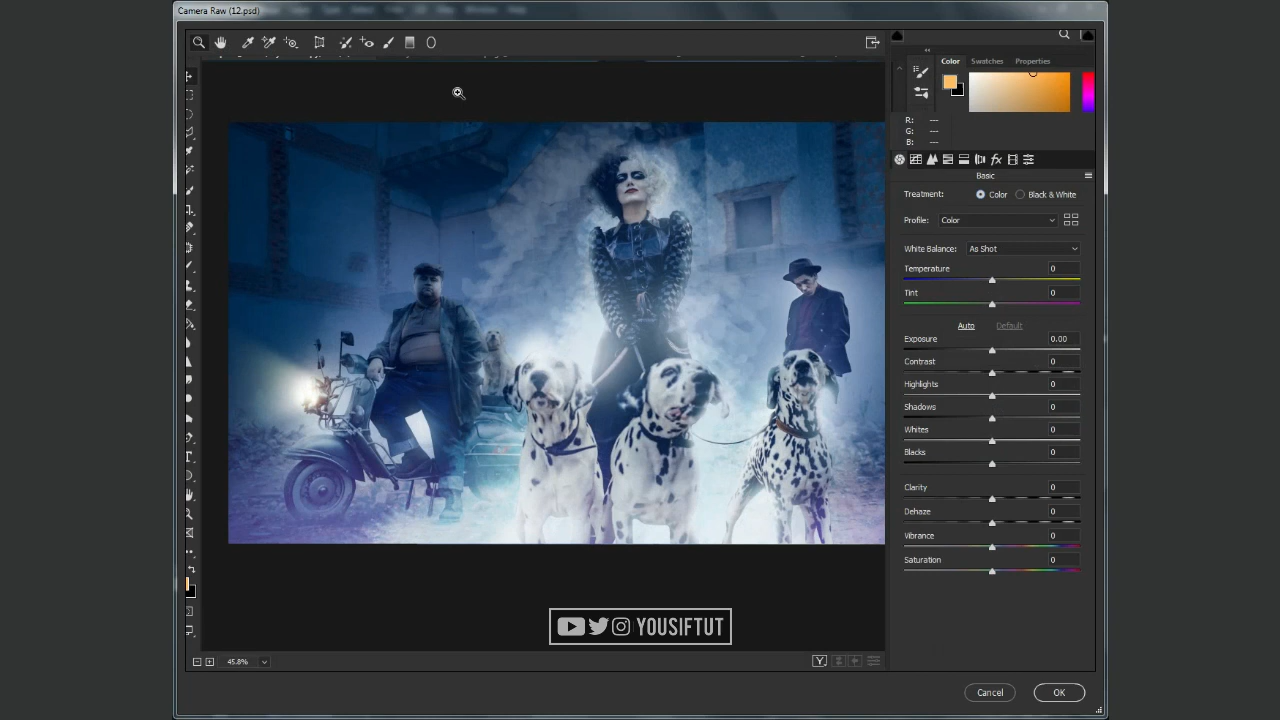 Camera Raw (12.psd)
Color Swatches Properties
R: ---
G: ---
B: ---
Basic
Treatment: Color Black & White
Profile: Color
White Balance: As Shot
Temperature 0
Tint 0
Auto Default
Exposure 0.00
Contrast 0
Highlights 0
Shadows 0
Whites 0
Blacks 0
Clarity 0
Dehaze 0
Vibrance 0
Saturation 0
YOUSIFTUT
45.8%
Y
Cancel OK